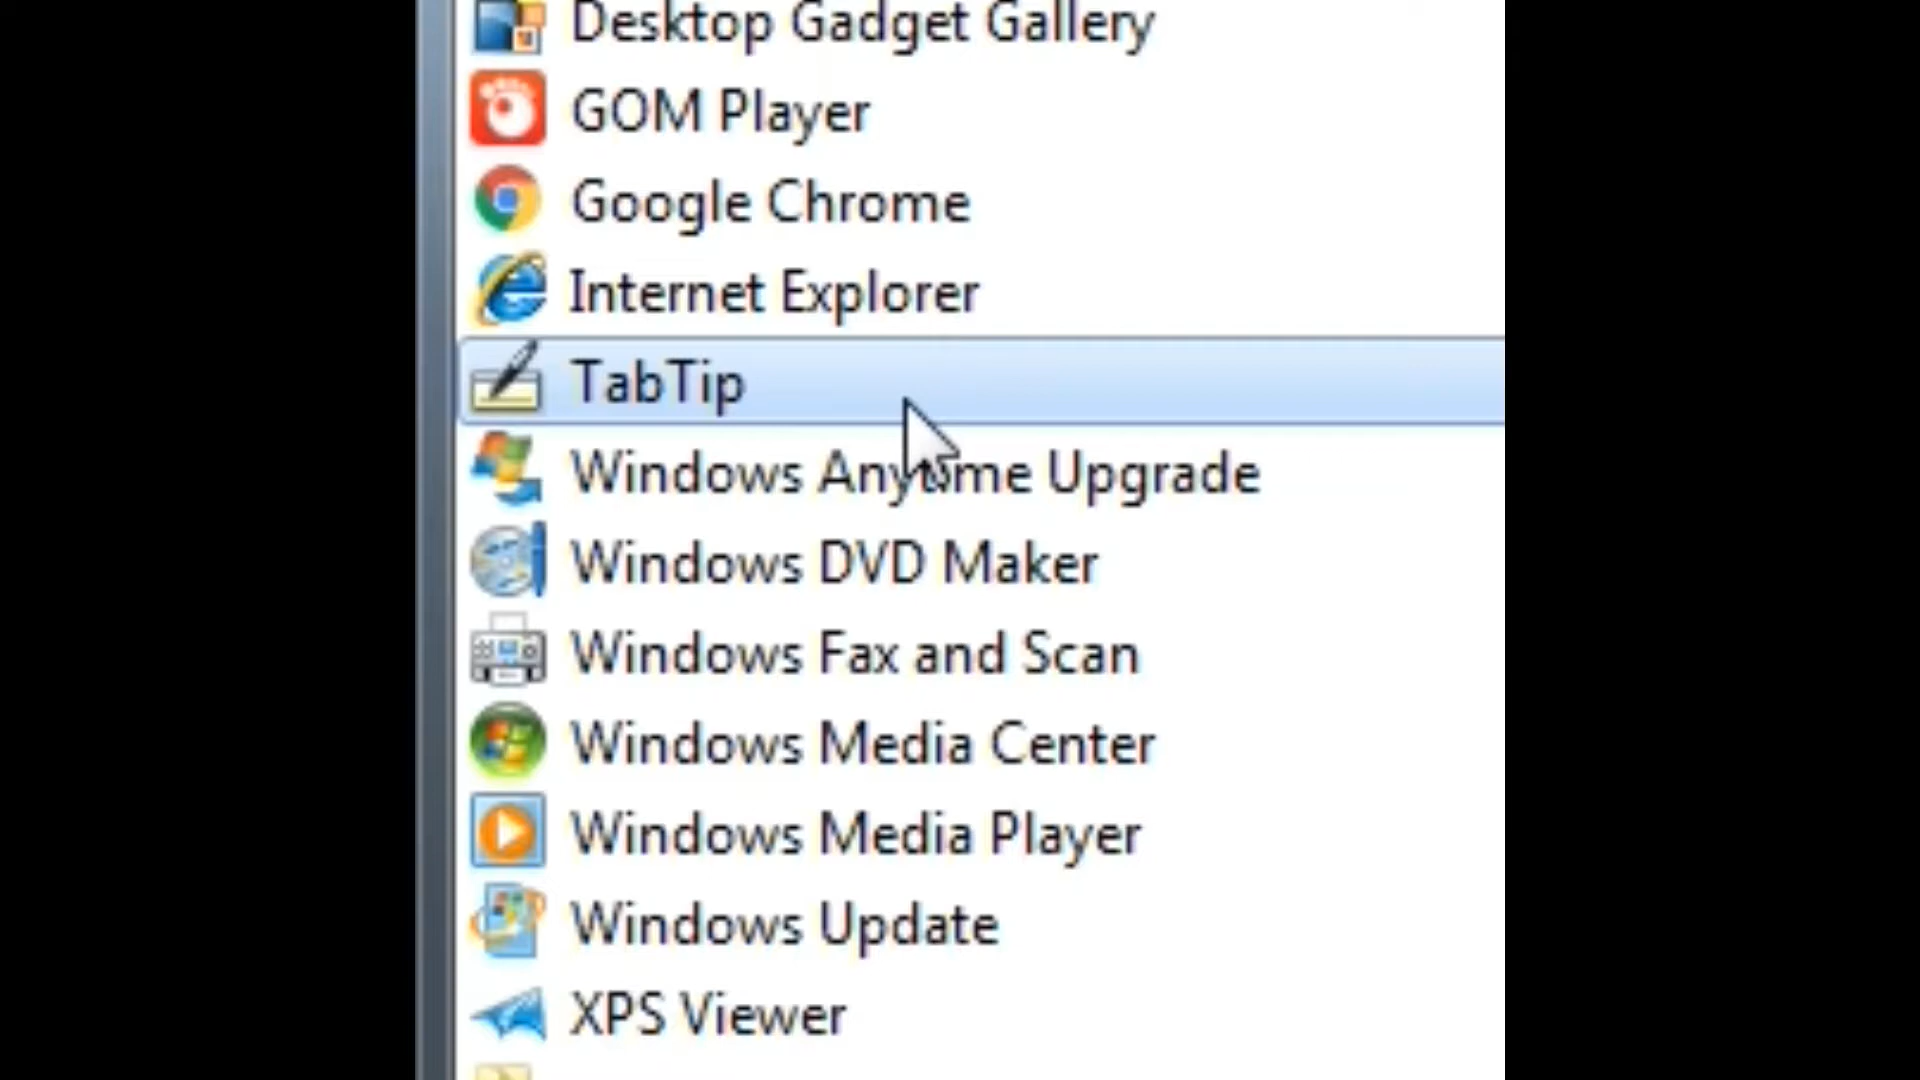 Desktop Gadget Gallery
GOM Player
Google Chrome
Internet Explorer
TabTip
Windows Anytime Upgrade
Windows DVD Maker
Windows Fax and Scan
Windows Media Center
Windows Media Player
Windows Update
XPS Viewer